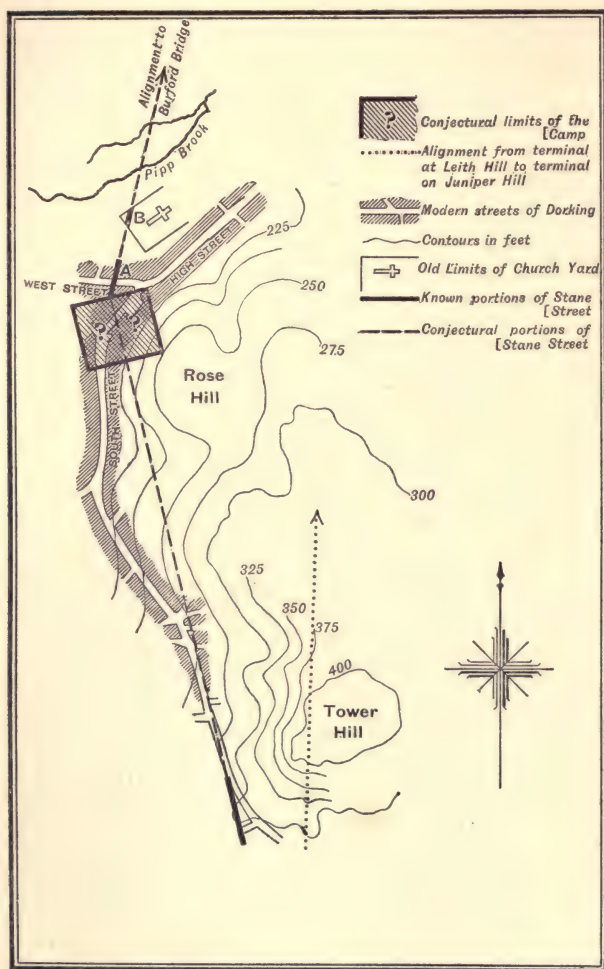 Alignment to
Burford Bridge
Pipp Brook
B
A
WEST STREET
HIGH STREET
225
250
27.5
Rose
Hill
? ?
SOUTH STREET
300
325
350
375
400
Tower
Hill
?
Conjectural limits of the
[Camp
Alignment from terminal
at Leith Hill to terminal
on Juniper Hill
Modern streets of Dorking
Contours in feet
Old Limits of Church Yard
Known portions of Stane
[Street
Conjectural portions of
[Stane Street